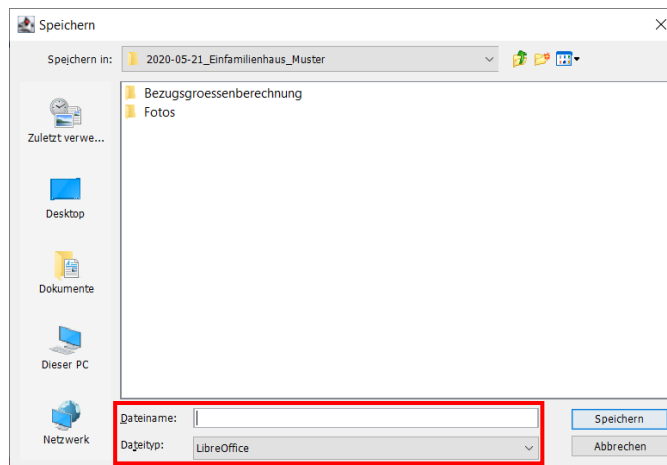 Speichern
Speichern in: 2020-05-21_Einfamilienhaus_Muster
Bezugsgroessenberechnung
Fotos
Zuletzt verwe...
Desktop
Dokumente
Dieser PC
Netzwerk
Dateiname:
Speichern
Dateityp: LibreOffice
Abbrechen